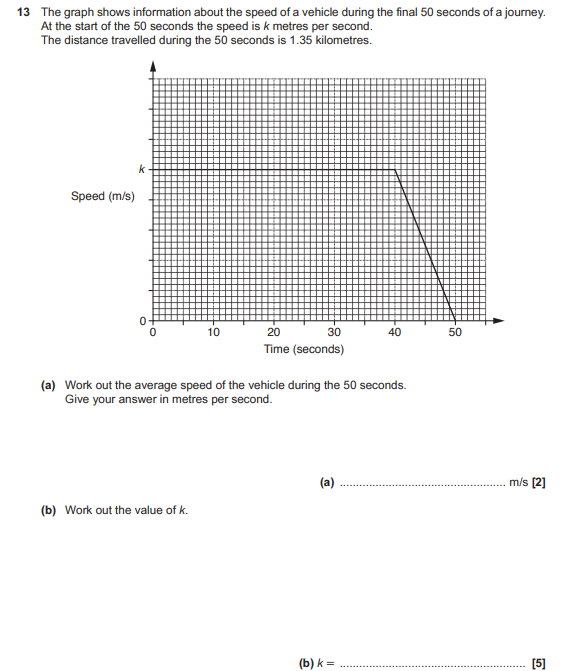 13 The graph shows information about the speed of a vehicle during the final 50 seconds of a journey.
At the start of the 50 seconds the speed is k metres per second.
The distance travelled during the 50 seconds is 1.35 kilometres.
k
Speed (m/s)
0
0 10 20 30 40 50
Time (seconds)
(a) Work out the average speed of the vehicle during the 50 seconds.
Give your answer in metres per second.
(a) .................................................. m/s [2]
(b) Work out the value of k.
(b) k = ........................................................ [5]